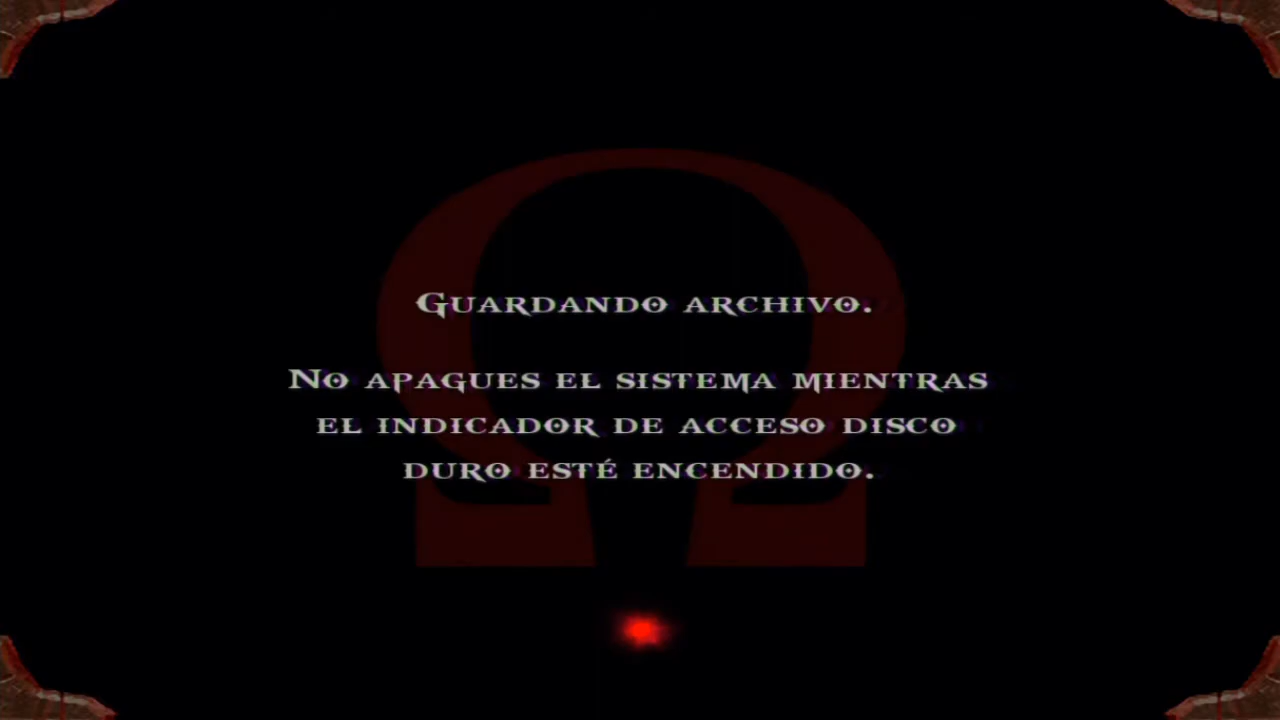 Guardando archivo.
No apagues el sistema mientras
el indicador de acceso disco
duro esté encendido.